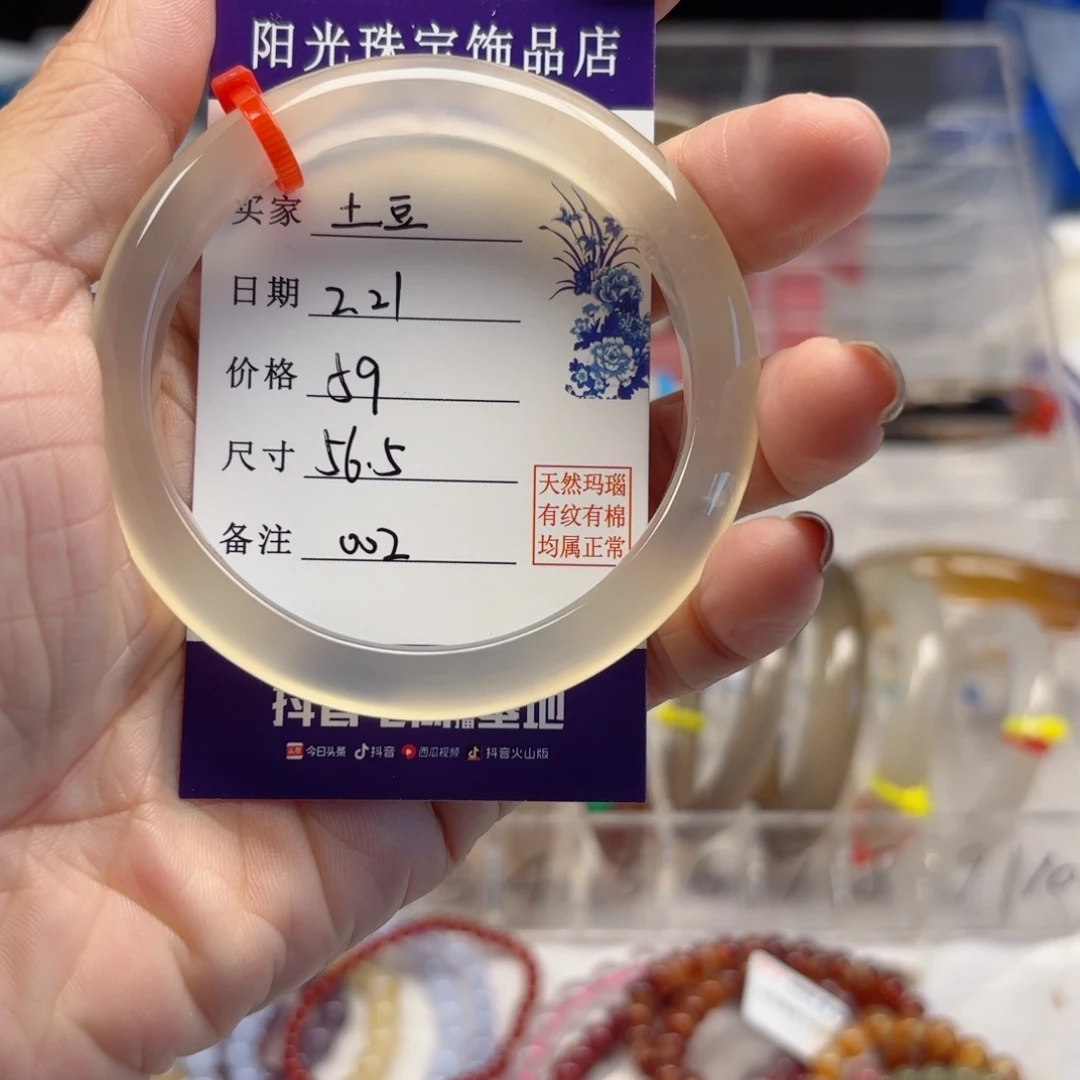 阳光珠宝饰品店
买家 土豆
日期 2.21
价格 59
尺寸 56.5
备注 002
天然玛瑙
有纹有棉
均属正常
今日头条 抖音 西瓜视频 抖音火山版
10